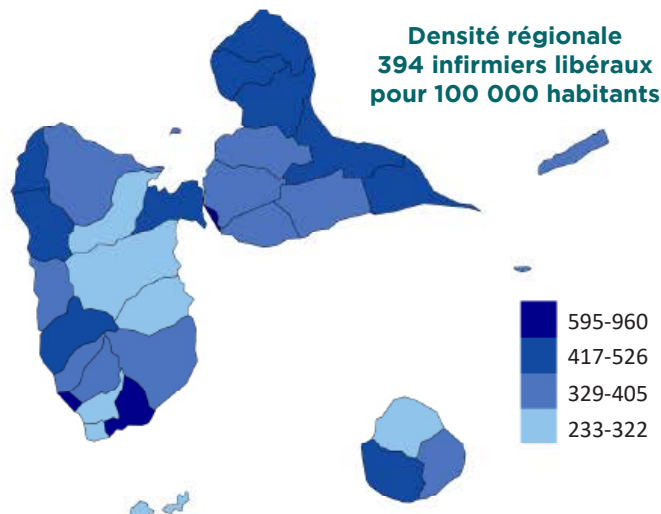 Densité régionale
394 infirmiers libéraux
pour 100 000 habitants
595-960
417-526
329-405
233-322